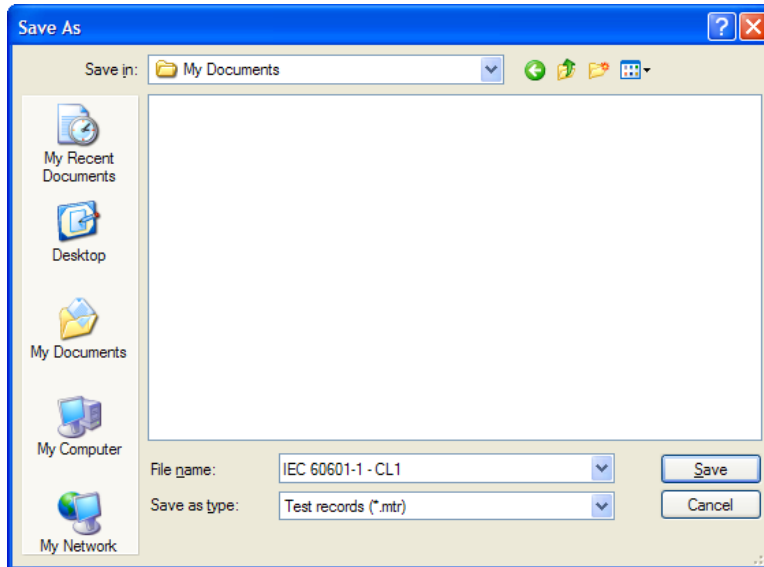 Save As
Save in:
My Documents
My Recent
Documents
Desktop
My Documents
My Computer
My Network
File name:
IEC 60601-1 - CL1
Save
Save as type:
Test records (*.mtr)
Cancel